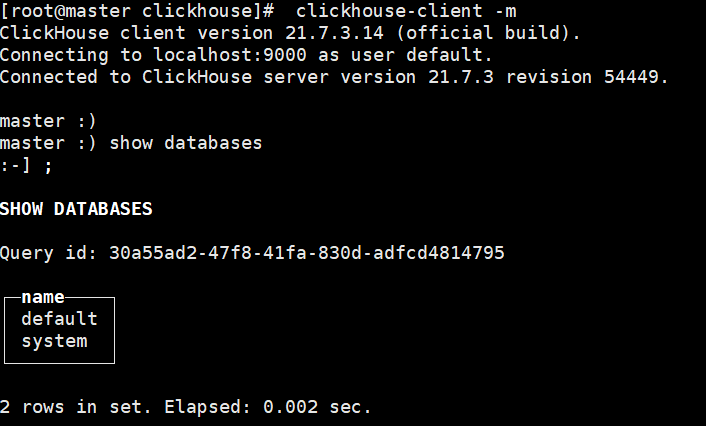 [root@master clickhouse]#  clickhouse-client -m
ClickHouse client version 21.7.3.14 (official build).
Connecting to localhost:9000 as user default.
Connected to ClickHouse server version 21.7.3 revision 54449.
master :)
master :) show databases
:-] ;
SHOW DATABASES
Query id: 30a55ad2-47f8-41fa-830d-adfcd4814795
name
default
system
2 rows in set. Elapsed: 0.002 sec.